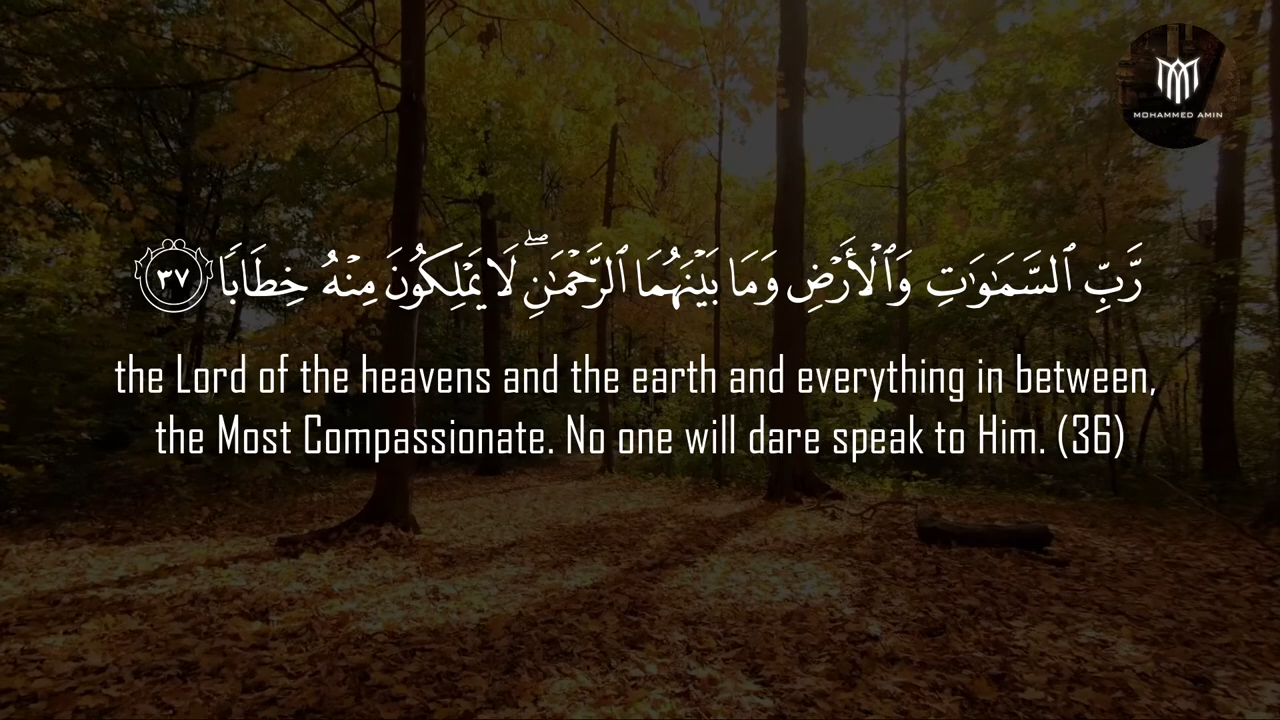 MOHAMMED AMIN
رَّبِّ ٱلسَّمَـٰوَٰتِ وَٱلْأَرْضِ وَمَا بَيْنَهُمَا ٱلرَّحْمَـٰنِ ۖ لَا يَمْلِكُونَ مِنْهُ خِطَابًا ٣٧
the Lord of the heavens and the earth and everything in between,
the Most Compassionate. No one will dare speak to Him. (36)